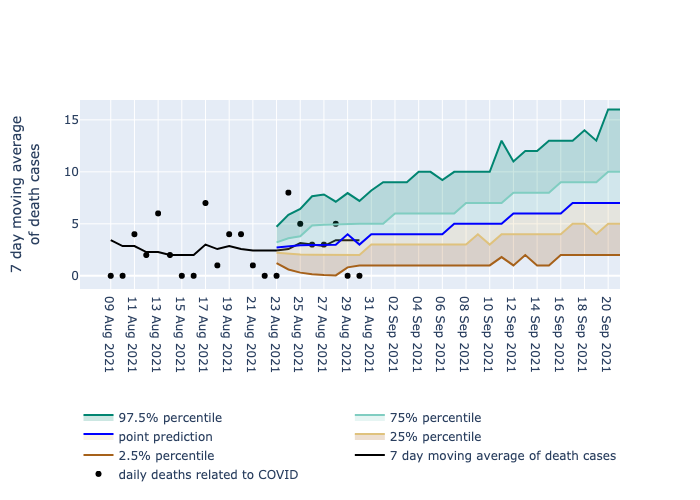 7 day moving average
of death cases
15
10
5
0
09 Aug 2021
11 Aug 2021
13 Aug 2021
15 Aug 2021
17 Aug 2021
19 Aug 2021
21 Aug 2021
23 Aug 2021
25 Aug 2021
27 Aug 2021
29 Aug 2021
31 Aug 2021
02 Sep 2021
04 Sep 2021
06 Sep 2021
08 Sep 2021
10 Sep 2021
12 Sep 2021
14 Sep 2021
16 Sep 2021
18 Sep 2021
20 Sep 2021
97.5% percentile
75% percentile
point prediction
25% percentile
2.5% percentile
7 day moving average of death cases
daily deaths related to COVID